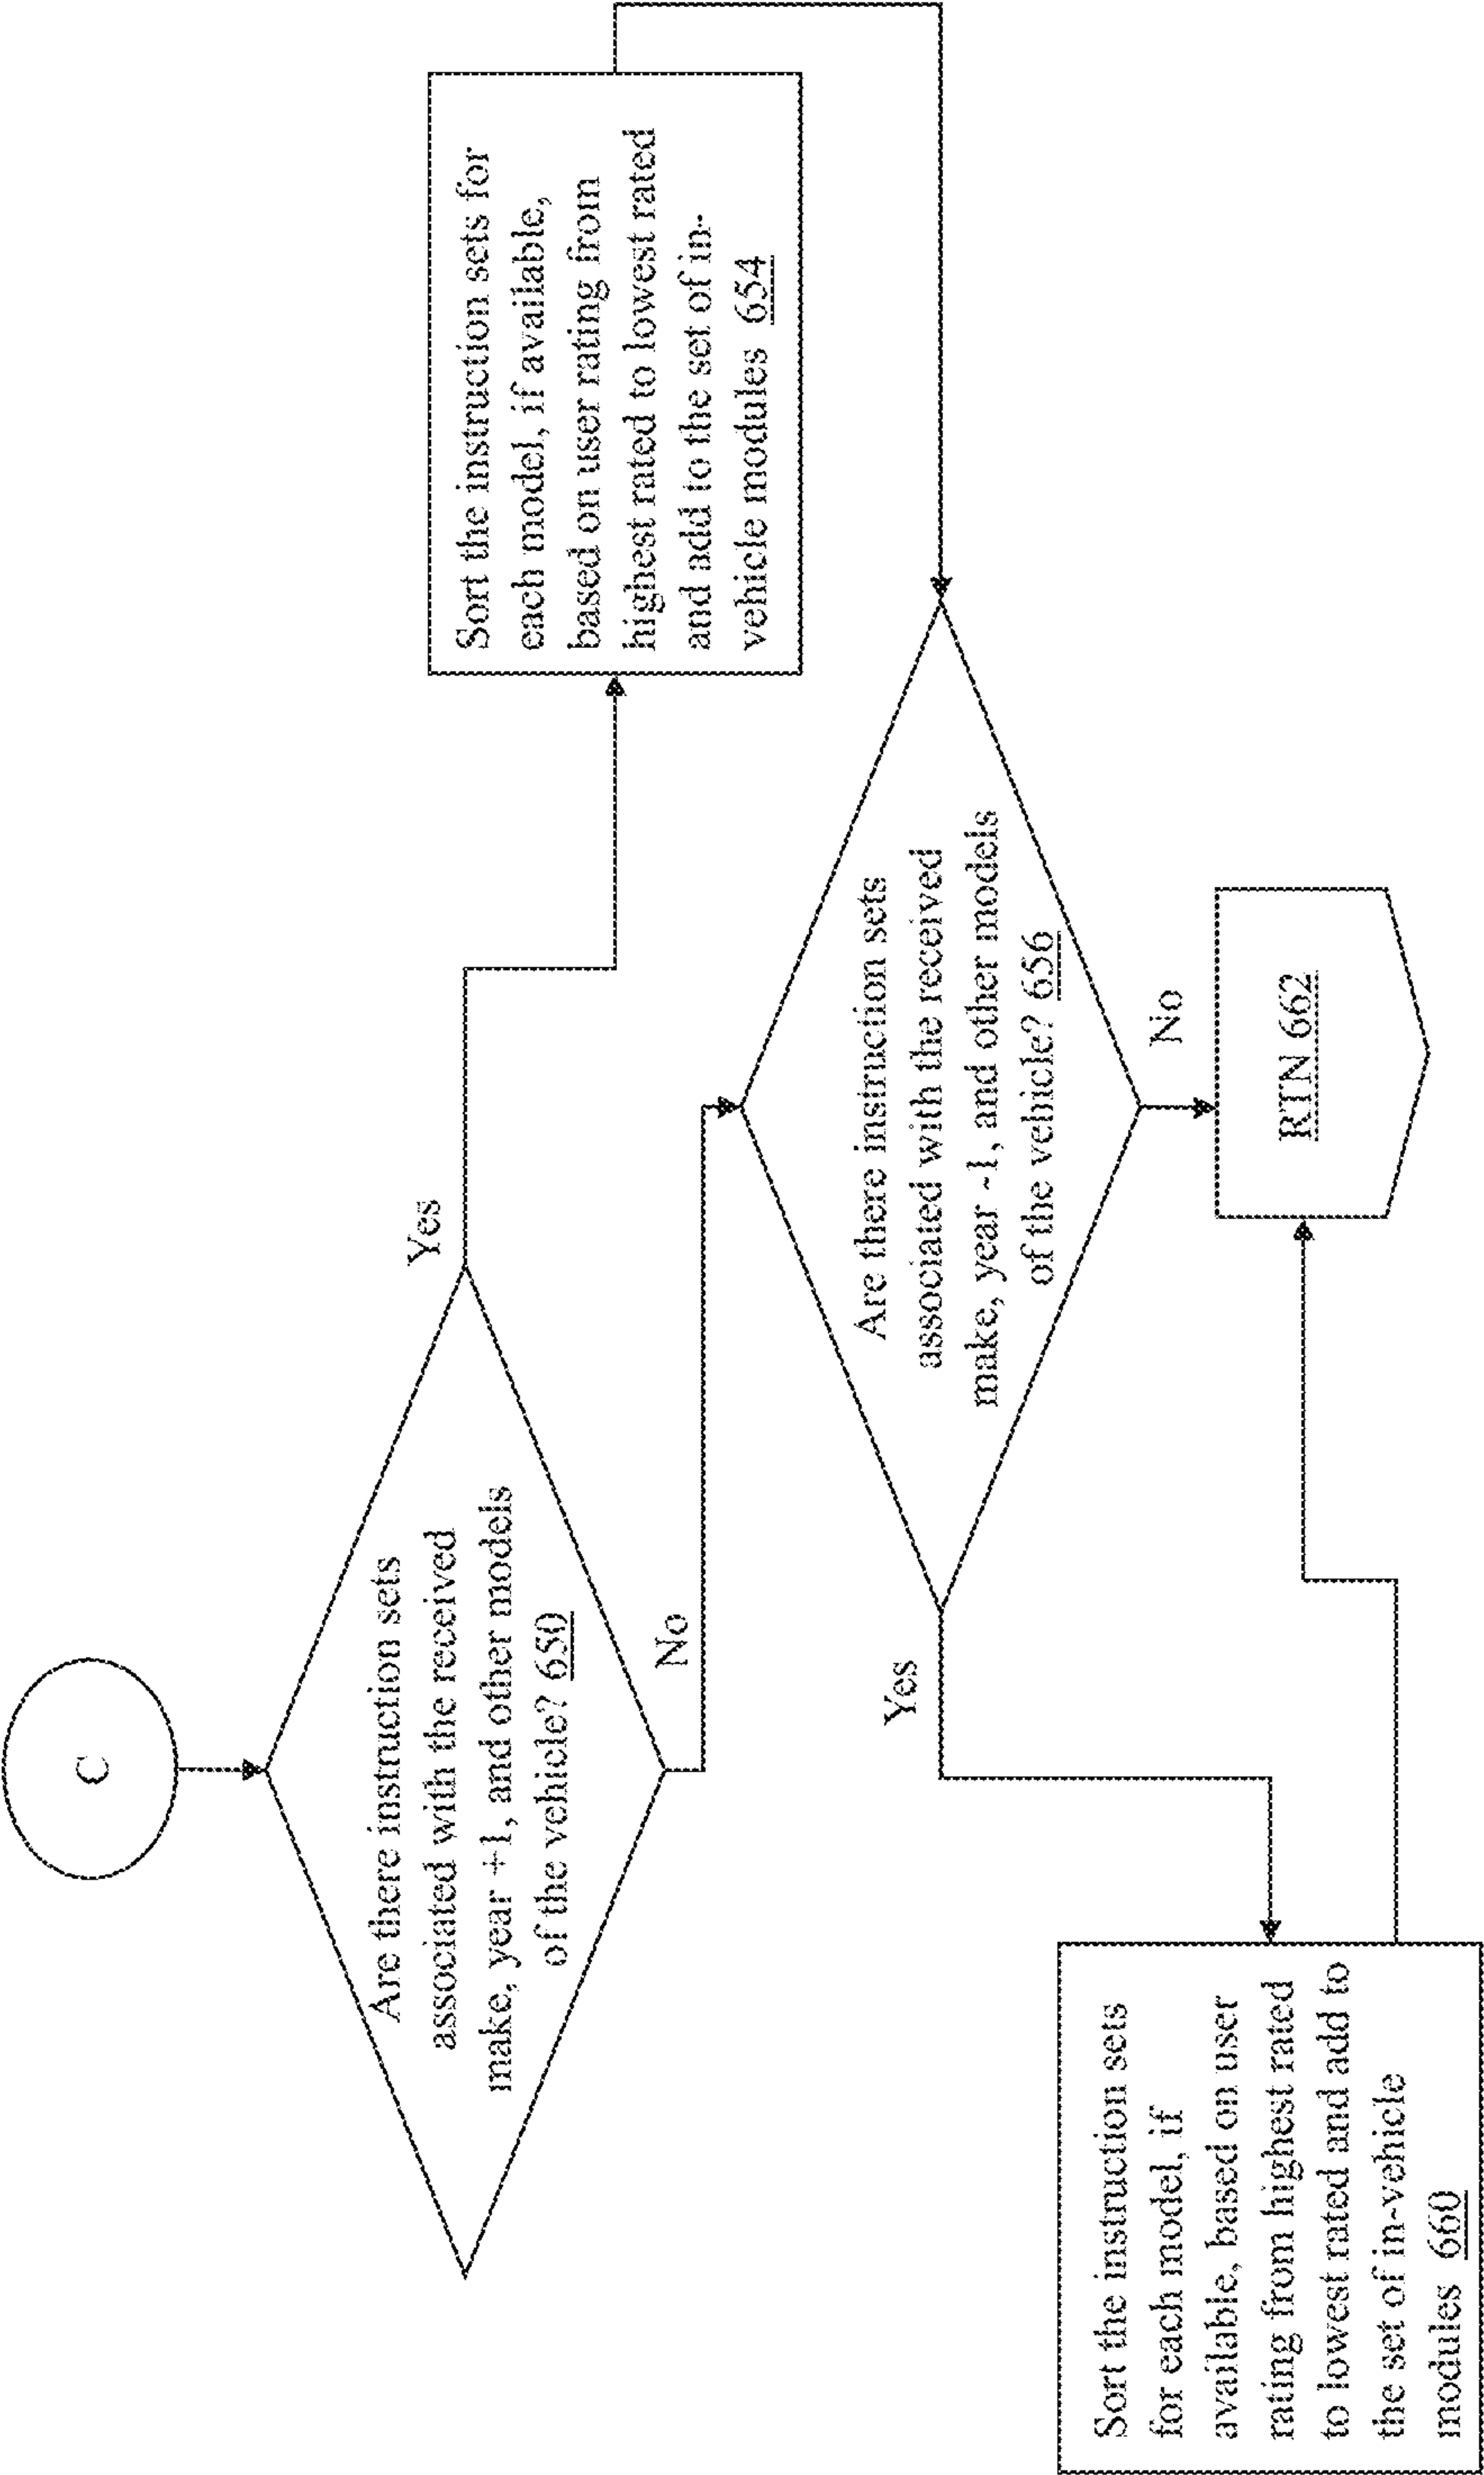 C
Are there instruction sets
associated with the received
make, year +1, and other models
of the vehicle? 650
Yes
No
Sort the instruction sets for
each model, if available,
based on user rating from
highest rated to lowest rated
and add to the set of in-
vehicle modules 654
Are there instruction sets
associated with the received
make, year -1, and other models
of the vehicle? 656
Yes
No
Sort the instruction sets
for each model, if
available, based on user
rating from highest rated
to lowest rated and add to
the set of in-vehicle
modules 660
RTN 662